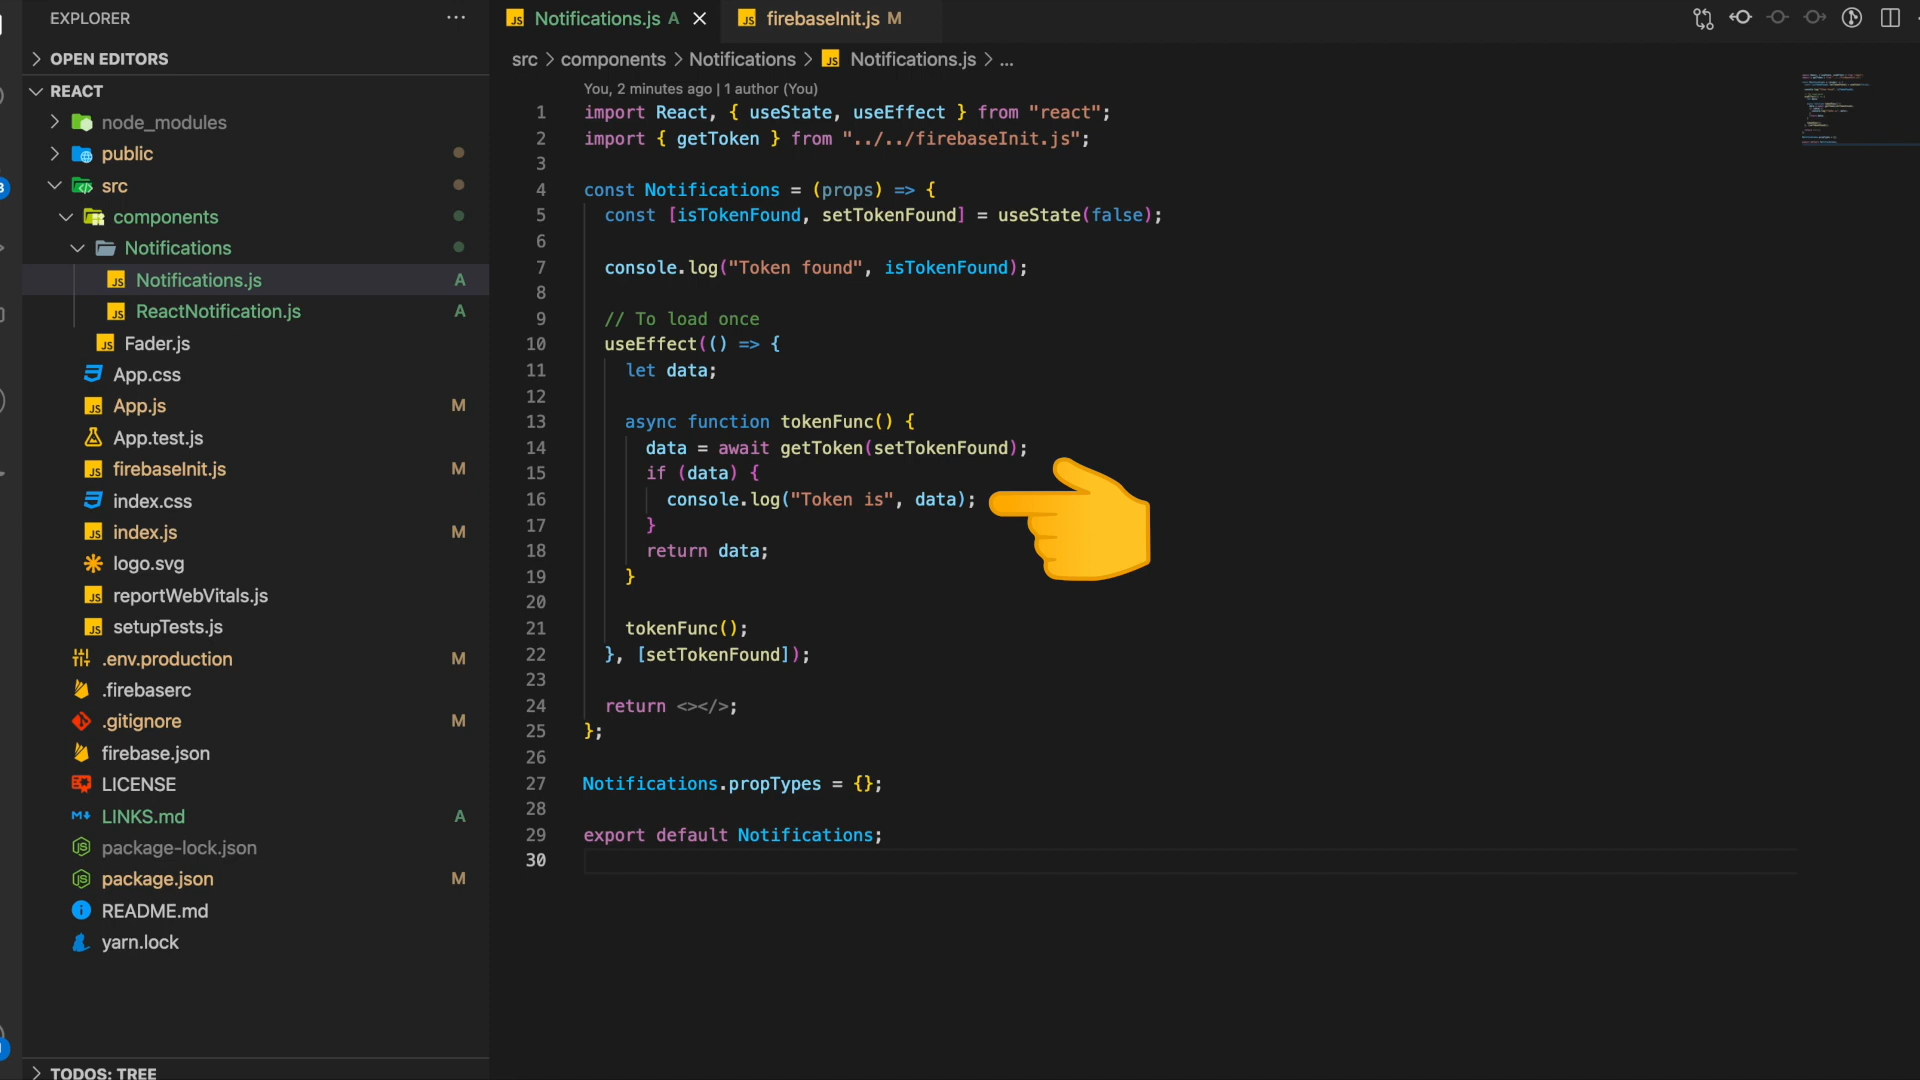 EXPLORER
OPEN EDITORS
REACT
node_modules
public
src
components
Notifications
Notifications.js A
ReactNotification.js A
Fader.js
App.css
App.js M
App.test.js
firebaseInit.js M
index.css
index.js M
logo.svg
reportWebVitals.js
setupTests.js
.env.production M
.firebaserc
.gitignore M
firebase.json
LICENSE
LINKS.md A
package-lock.json
package.json M
README.md
yarn.lock
TODOS: TREE
Notifications.js A
firebaseInit.js M
src > components > Notifications > JS Notifications.js > ...
You, 2 minutes ago | 1 author (You)
1 import React, { useState, useEffect } from "react";
2 import { getToken } from "../../firebaseInit.js";
3
4 const Notifications = (props) => {
5 const [isTokenFound, setTokenFound] = useState(false);
6
7 console.log("Token found", isTokenFound);
8
9 // To load once
10 useEffect(() => {
11 let data;
12
13 async function tokenFunc() {
14 data = await getToken(setTokenFound);
15 if (data) {
16 console.log("Token is", data);
17 }
18 return data;
19 }
20
21 tokenFunc();
22 }, [setTokenFound]);
23
24 return <></>;
25 };
26
27 Notifications.propTypes = {};
28
29 export default Notifications;
30